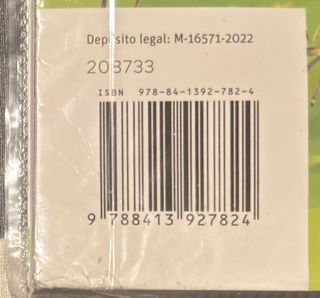 Depósito legal: M-16571-2022
208733
ISBN 978-84-1392-782-4
9 788413 927824